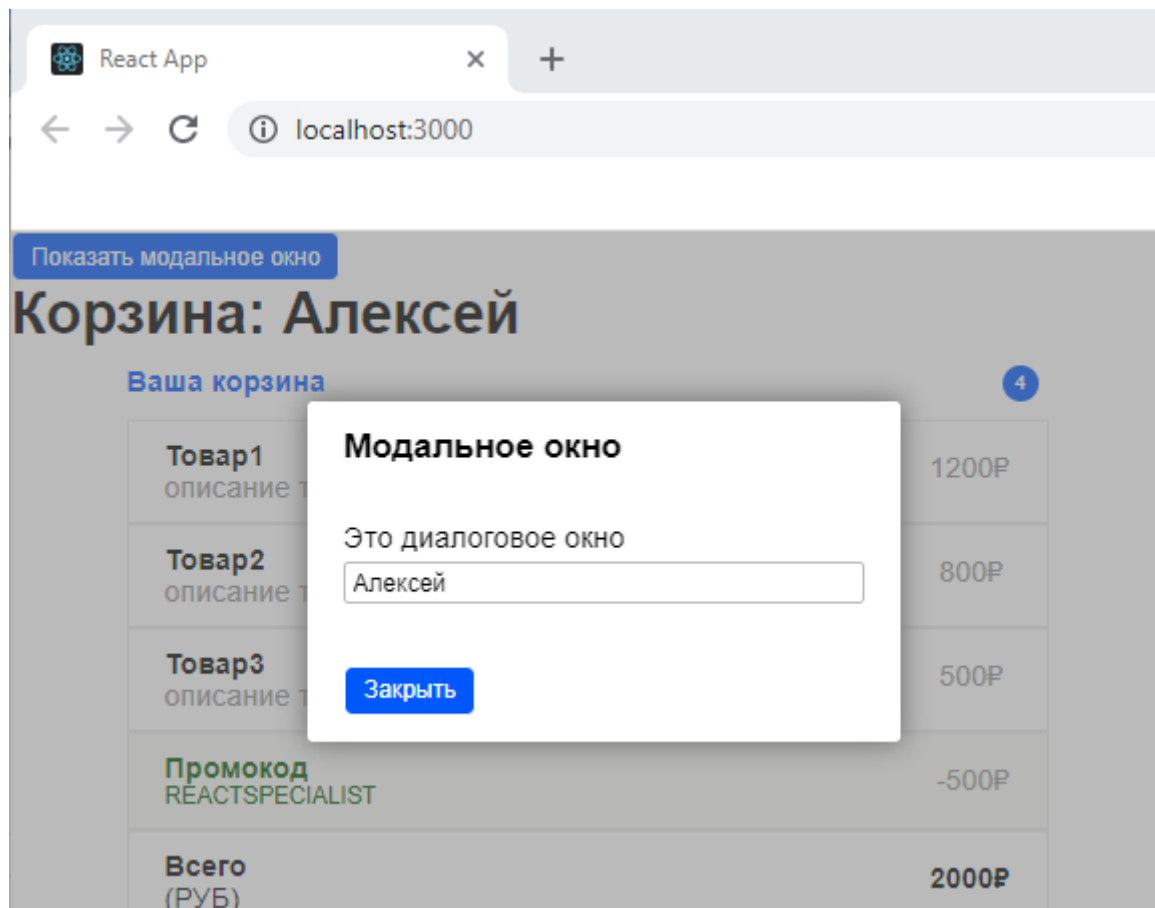 React App
localhost:3000
Показать модальное окно
Корзина: Алексей
Ваша корзина 4
Товар1 1200₽
описание т
Модальное окно
Это диалоговое окно
Товар2 800₽
описание т
Алексей
Товар3 500₽
описание т
Закрыть
Промокод -500₽
REACTSPECIALIST
Всего 2000₽
(РУБ)